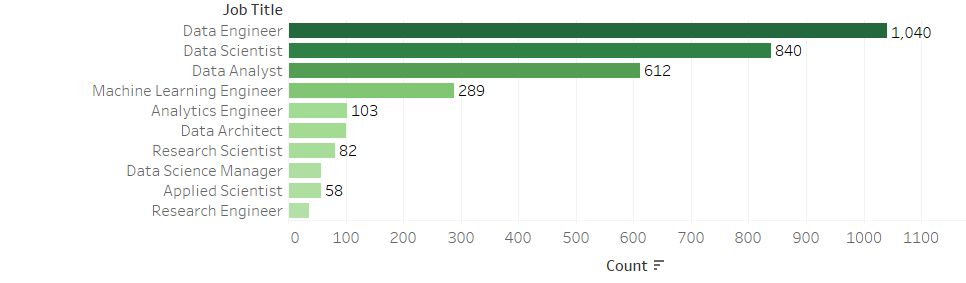 Job Title
Data Engineer 1,040
Data Scientist 840
Data Analyst 612
Machine Learning Engineer 289
Analytics Engineer 103
Data Architect
Research Scientist 82
Data Science Manager
Applied Scientist 58
Research Engineer
0 100 200 300 400 500 600 700 800 900 1000 1100
Count